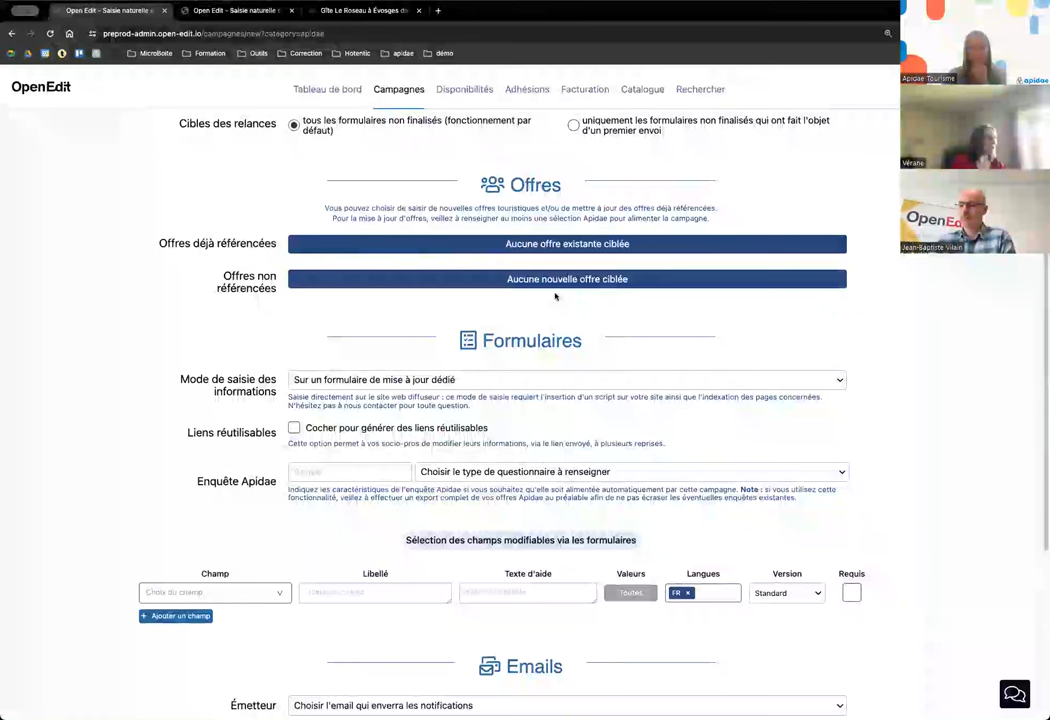 Open Edit - Saisie naturelle
Open Edit - Saisie naturelle
Gîte Le Roseau à Évosges
preprod-admin.open-edit.io/campagnes/new?category=apidae
MicroBoite
Formation
Outils
Correction
Hotentic
apidae
démo
OpenEdit
Tableau de bord
Campagnes
Disponibilités
Adhésions
Facturation
Catalogue
Rechercher
Apidae Tourisme
apidae
Vérane
OpenEd
Jean-Baptiste Vilain
Cibles des relances
tous les formulaires non finalisés (fonctionnement par
défaut)
uniquement les formulaires non finalisés qui ont fait l'objet
d'un premier envoi
Offres
Vous pouvez choisir de saisir de nouvelles offres touristiques et/ou de mettre à jour des offres déjà référencées.
Pour la mise à jour d'offres, veillez à renseigner au moins une sélection Apidae pour alimenter la campagne.
Offres déjà référencées
Aucune offre existante ciblée
Offres non
référencées
Aucune nouvelle offre ciblée
Formulaires
Mode de saisie des
informations
Sur un formulaire de mise à jour dédié
Saisie directement sur le site web diffuseur : ce mode de saisie requiert l'insertion d'un script sur votre site ainsi que l'indexation des pages concernées.
N'hésitez pas à nous contacter pour toute question.
Liens réutilisables
Cocher pour générer des liens réutilisables
Cette option permet à vos socio-pros de modifier leurs informations, via le lien envoyé, à plusieurs reprises.
Enquête Apidae
Choisir le type de questionnaire à renseigner
Indiquez les caractéristiques de l'enquête Apidae si vous souhaitez qu'elle soit alimentée automatiquement par cette campagne. Note : si vous utilisez cette
fonctionnalité, veillez à effectuer un export complet de vos offres Apidae au préalable afin de ne pas écraser les éventuelles enquêtes existantes.
Sélection des champs modifiables via les formulaires
Champ
Libellé
Texte d'aide
Valeurs
Langues
Version
Requis
Choix du champ
Toutes
FR ×
Standard
+ Ajouter un champ
Emails
Émetteur
Choisir l'email qui enverra les notifications